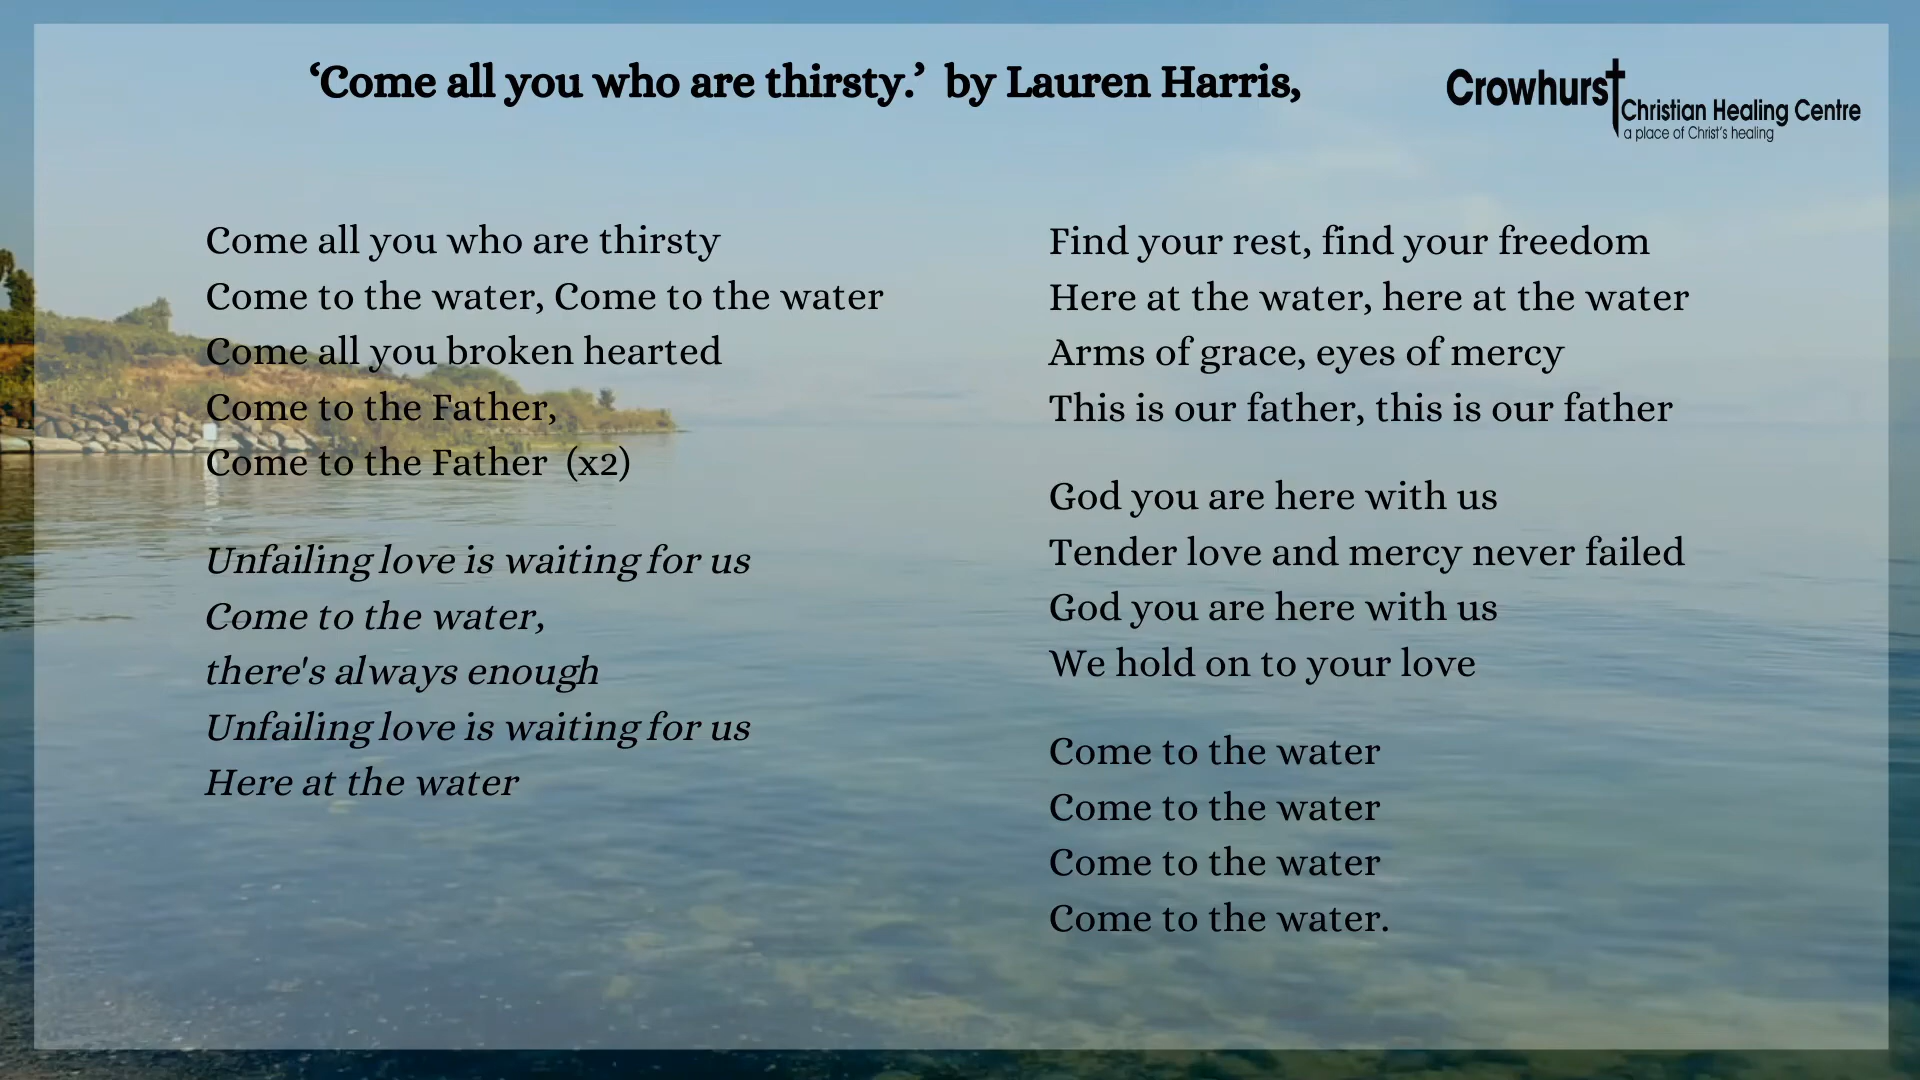 ‘Come all you who are thirsty.’ by Lauren Harris,
Crowhurst
Christian Healing Centre
a place of Christ's healing
Come all you who are thirsty
Come to the water, Come to the water
Come all you broken hearted
Come to the Father,
Come to the Father (x2)
Unfailing love is waiting for us
Come to the water,
there's always enough
Unfailing love is waiting for us
Here at the water
Find your rest, find your freedom
Here at the water, here at the water
Arms of grace, eyes of mercy
This is our father, this is our father
God you are here with us
Tender love and mercy never failed
God you are here with us
We hold on to your love
Come to the water
Come to the water
Come to the water
Come to the water.